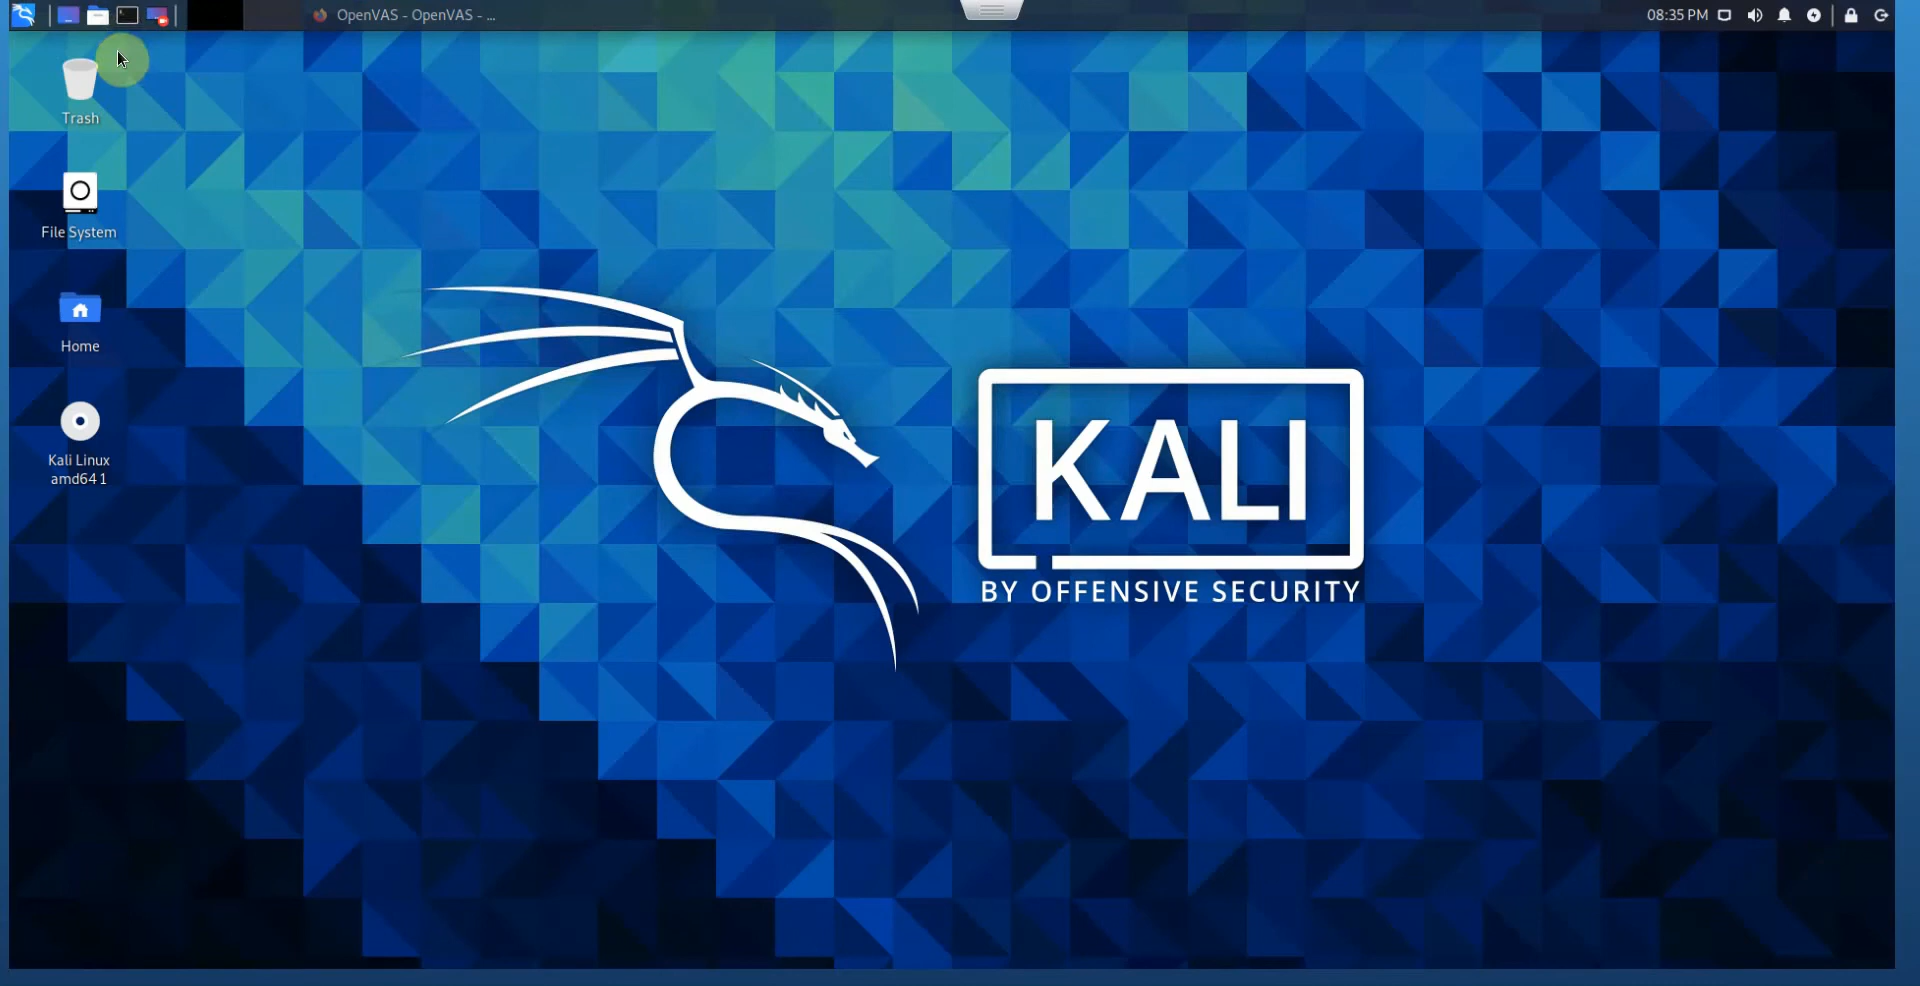 OpenVAS - OpenVAS - ...
08:35 PM
Trash
File System
Home
Kali Linux
amd64 1
KALI
BY OFFENSIVE SECURITY